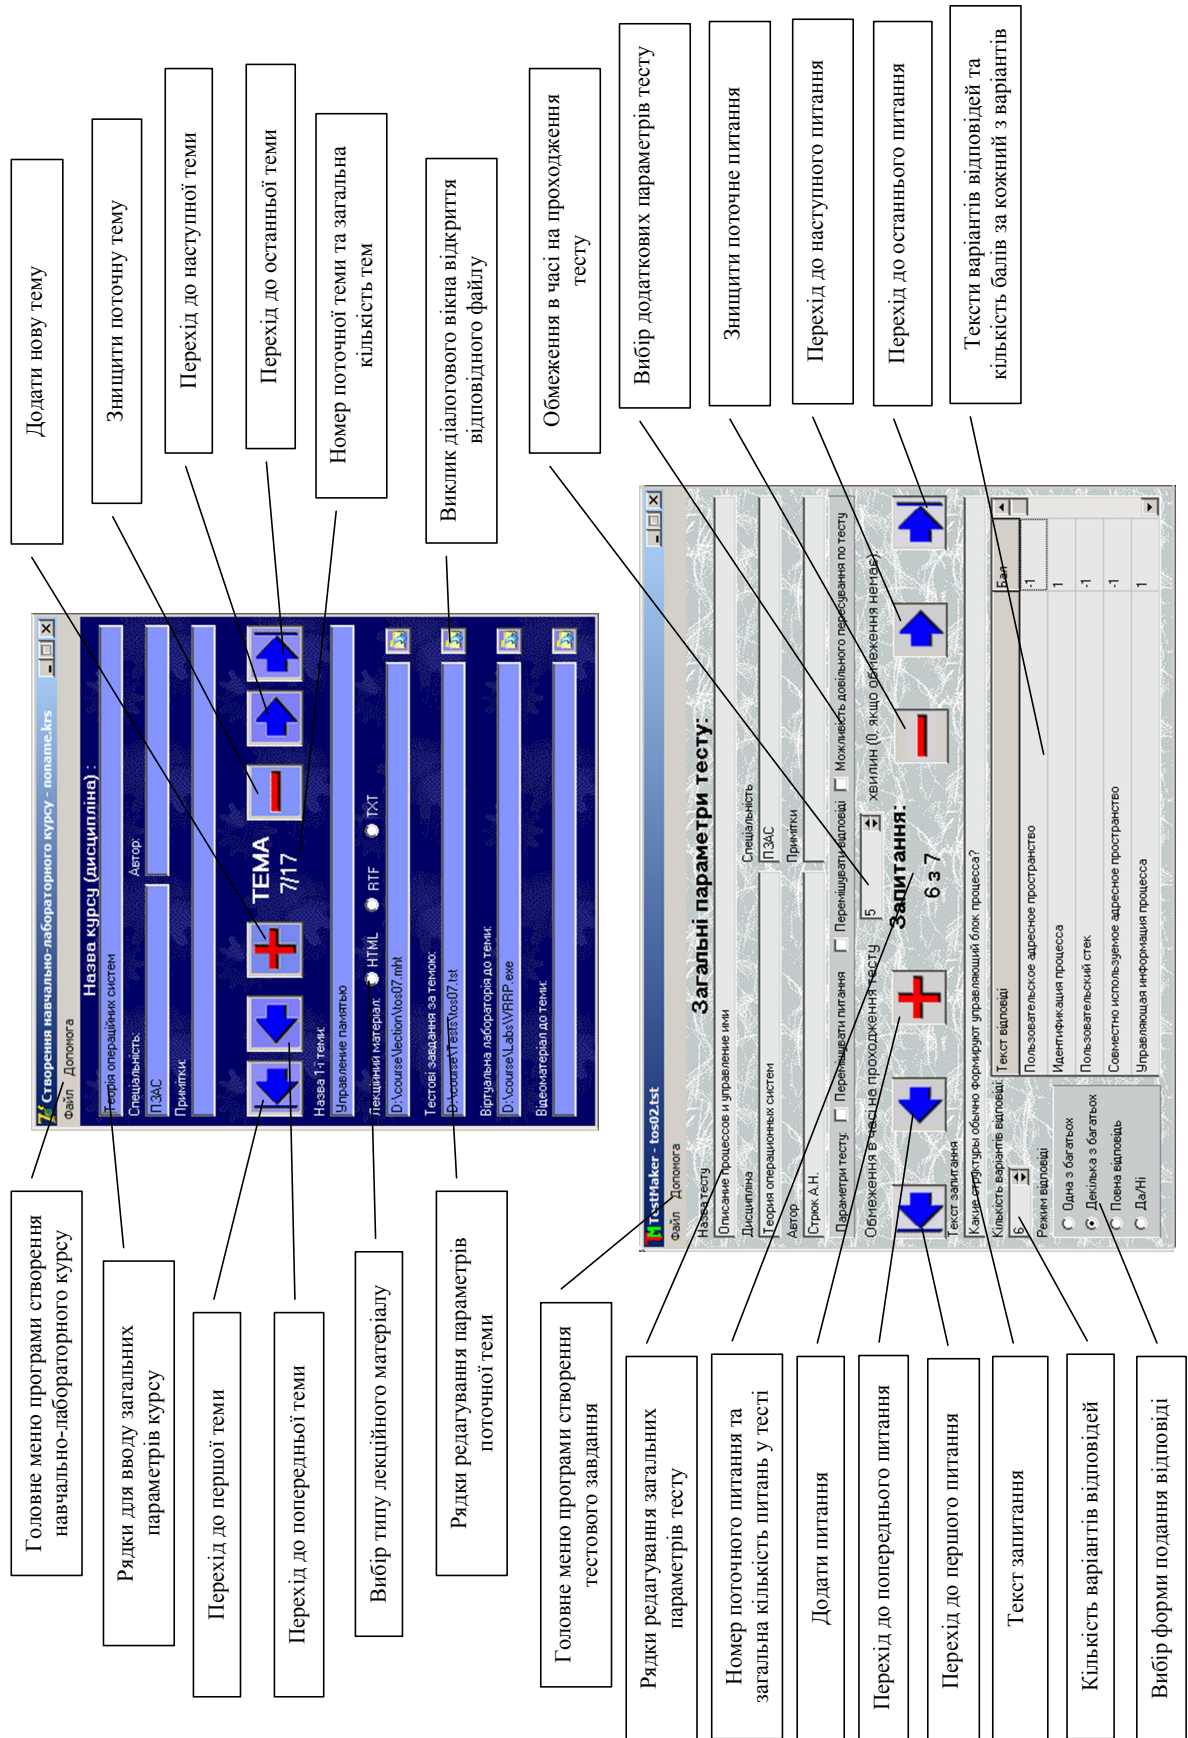 Головне меню програми створення
навчально-лабораторного курсу
Рядки для вводу загальних
параметрів курсу
Перехід до першої теми
Перехід до попередньої теми
Вибір типу лекційного матеріалу
Рядки редагування параметрів
поточної теми
Створення навчально-лабораторного курсу - noname.krs
Файл Допомога
Назва курсу (дисципліна) :
Теорія операційних систем
Спеціальність:
Автор:
ПЗАС
Примітки:
ТЕМА
7/17
Назва 1-ї теми:
Управление памятью
Лекційний матеріал:
HTML
RTF
TXT
D:\course\lection\tos07.mht
Тестові завдання за темою:
D:\course\Tests\tos07.tst
Віртуальна лабораторія до теми:
D:\course\Labs\VRRP.exe
Відеоматеріал до теми:
Додати нову тему
Знищити поточну тему
Перехід до наступної теми
Перехід до останньої теми
Номер поточної теми та загальна
кількість тем
Виклик діалогового вікна відкриття
відповідного файлу
Головне меню програми створення
тестового завдання
Рядки редагування загальних
параметрів тесту
Номер поточного питання та
загальна кількість питань у тесті
Додати питання
Перехід до попереднього питання
Перехід до першого питання
Текст запитання
Кількість варіантів відповідей
Вибір форми подання відповіді
TestMaker - tos02.tst
Файл Допомога
Загальні параметри тесту:
Назва тесту
Описание процессов и управление ими
Дисципліна
Спеціальність
Теория операционных систем
ПЗАС
Автор
Примітки
Стрюк А.Н.
Параметри тесту:
Перемішувати питання
Перемішувати відповіді
Можливість довільного пересування по тесту
Обмеження в часі на проходження тесту
5
хвилин (0, якщо обмеження немає).
Запитання:
6 з 7
Текст запитання
Какие структуры обычно формируют управляющий блок процесса?
Кількість варіантів відповіді:
6
Режим відповіді
Одна з багатьох
Декілька з багатьох
Повна відповідь
Да/Ні
Текст відповіді
Бал
Пользовательское адресное пространство
-1
Идентификация процесса
1
Пользовательский стек
-1
Совместно используемое адресное пространство
-1
Управляющая информация процесса
1
Обмеження в часі на проходження
тесту
Вибір додаткових параметрів тесту
Знищити поточне питання
Перехід до наступного питання
Перехід до останнього питання
Тексти варіантів відповідей та
кількість балів за кожний з варіантів